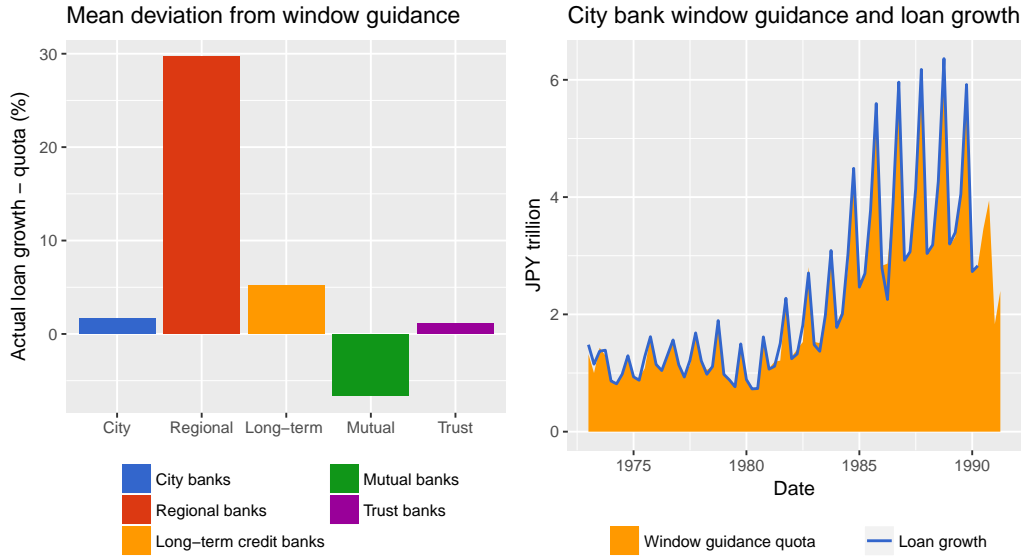 Mean deviation from window guidance
Actual loan growth − quota (%)
30
20
10
0
City
Regional
Long−term
Mutual
Trust
City banks
Regional banks
Long−term credit banks
Mutual banks
Trust banks
City bank window guidance and loan growth
JPY trillion
6
4
2
0
1975
1980
1985
1990
Date
Window guidance quota
Loan growth